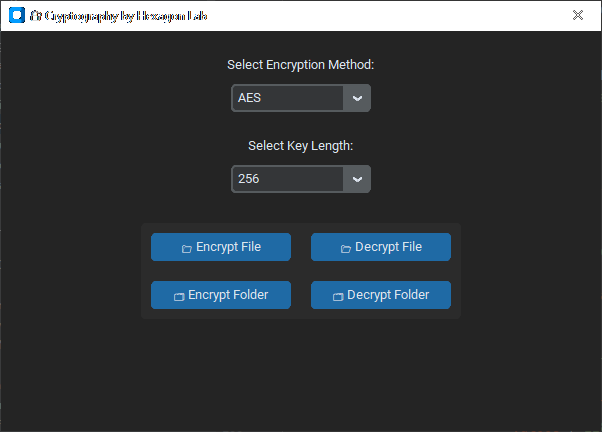 Cryptography by Hexagon Lab
Select Encryption Method:
AES
Select Key Length:
256
Encrypt File
Decrypt File
Encrypt Folder
Decrypt Folder